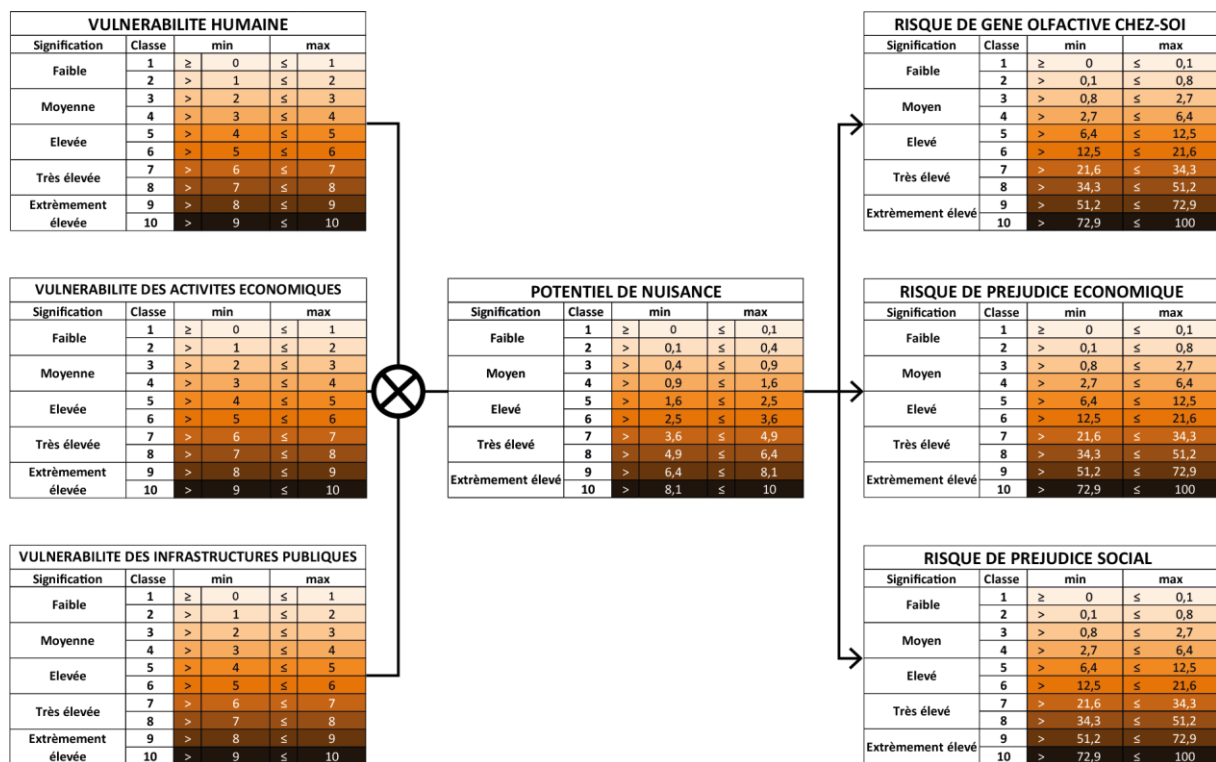 VULNERABILITE HUMAINE
Signification Classe min max
Faible
1 ≥ 0 ≤ 1
2 > 1 ≤ 2
Moyenne
3 > 2 ≤ 3
4 > 3 ≤ 4
Elevée
5 > 4 ≤ 5
6 > 5 ≤ 6
Très élevée
7 > 6 ≤ 7
8 > 7 ≤ 8
Extrèmement
élevée
9 > 8 ≤ 9
10 > 9 ≤ 10
VULNERABILITE DES ACTIVITES ECONOMIQUES
Signification Classe min max
Faible
1 ≥ 0 ≤ 1
2 > 1 ≤ 2
Moyenne
3 > 2 ≤ 3
4 > 3 ≤ 4
Elevée
5 > 4 ≤ 5
6 > 5 ≤ 6
Très élevée
7 > 6 ≤ 7
8 > 7 ≤ 8
Extrèmement
élevée
9 > 8 ≤ 9
10 > 9 ≤ 10
VULNERABILITE DES INFRASTRUCTURES PUBLIQUES
Signification Classe min max
Faible
1 ≥ 0 ≤ 1
2 > 1 ≤ 2
Moyenne
3 > 2 ≤ 3
4 > 3 ≤ 4
Elevée
5 > 4 ≤ 5
6 > 5 ≤ 6
Très élevée
7 > 6 ≤ 7
8 > 7 ≤ 8
Extrèmement
élevée
9 > 8 ≤ 9
10 > 9 ≤ 10
POTENTIEL DE NUISANCE
Signification Classe min max
Faible
1 ≥ 0 ≤ 0,1
2 > 0,1 ≤ 0,4
Moyen
3 > 0,4 ≤ 0,9
4 > 0,9 ≤ 1,6
Elevé
5 > 1,6 ≤ 2,5
6 > 2,5 ≤ 3,6
Très élevé
7 > 3,6 ≤ 4,9
8 > 4,9 ≤ 6,4
Extrèmement élevé
9 > 6,4 ≤ 8,1
10 > 8,1 ≤ 10
RISQUE DE GENE OLFACTIVE CHEZ-SOI
Signification Classe min max
Faible
1 ≥ 0 ≤ 0,1
2 > 0,1 ≤ 0,8
Moyen
3 > 0,8 ≤ 2,7
4 > 2,7 ≤ 6,4
Elevé
5 > 6,4 ≤ 12,5
6 > 12,5 ≤ 21,6
Très élevé
7 > 21,6 ≤ 34,3
8 > 34,3 ≤ 51,2
Extrèmement élevé
9 > 51,2 ≤ 72,9
10 > 72,9 ≤ 100
RISQUE DE PREJUDICE ECONOMIQUE
Signification Classe min max
Faible
1 ≥ 0 ≤ 0,1
2 > 0,1 ≤ 0,8
Moyen
3 > 0,8 ≤ 2,7
4 > 2,7 ≤ 6,4
Elevé
5 > 6,4 ≤ 12,5
6 > 12,5 ≤ 21,6
Très élevé
7 > 21,6 ≤ 34,3
8 > 34,3 ≤ 51,2
Extrèmement élevé
9 > 51,2 ≤ 72,9
10 > 72,9 ≤ 100
RISQUE DE PREJUDICE SOCIAL
Signification Classe min max
Faible
1 ≥ 0 ≤ 0,1
2 > 0,1 ≤ 0,8
Moyen
3 > 0,8 ≤ 2,7
4 > 2,7 ≤ 6,4
Elevé
5 > 6,4 ≤ 12,5
6 > 12,5 ≤ 21,6
Très élevé
7 > 21,6 ≤ 34,3
8 > 34,3 ≤ 51,2
Extrèmement élevé
9 > 51,2 ≤ 72,9
10 > 72,9 ≤ 100